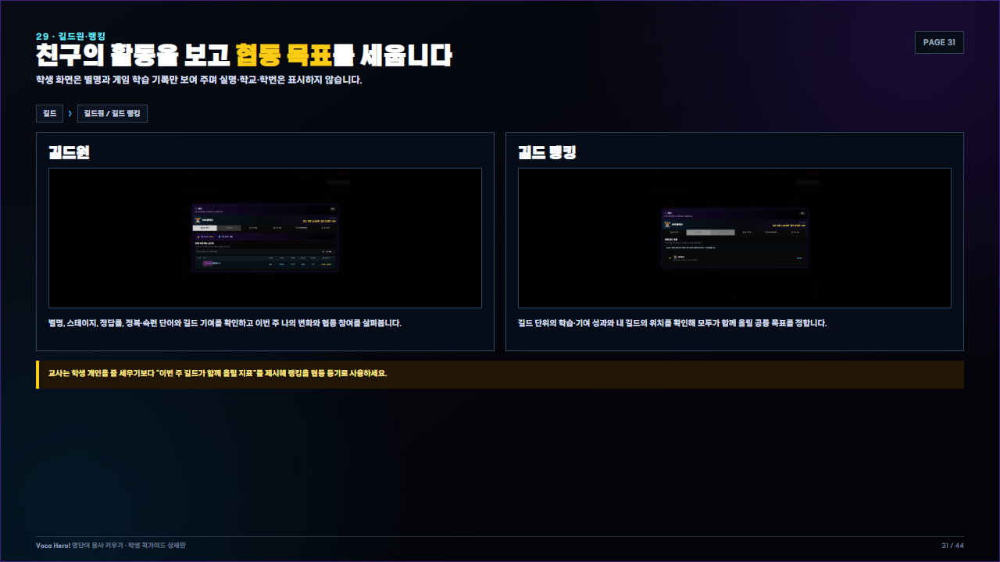 29 · 길드원·랭킹
친구의 활동을 보고 협동 목표를 세웁니다
학생 화면은 별명과 게임 학습 기록만 보여 주며 실명·학교·학번은 표시하지 않습니다.
PAGE 31
길드 › 길드원 / 길드 랭킹
길드원
별명, 스테이지, 정답률, 정복·숙련 단어와 길드 기여를 확인하고 이번 주 나의 변화와 협동 참여를 살펴봅니다.
길드 랭킹
길드 단위의 학습·기여 성과와 내 길드의 위치를 확인해 모두가 함께 올릴 공통 목표를 정합니다.
교사는 학생 개인을 줄 세우기보다 “이번 주 길드가 함께 올릴 지표”를 제시해 랭킹을 협동 동기로 사용하세요.
Voca Hero! 영단어 용사 키우기 · 학생 퀵가이드 상세판
31 / 44